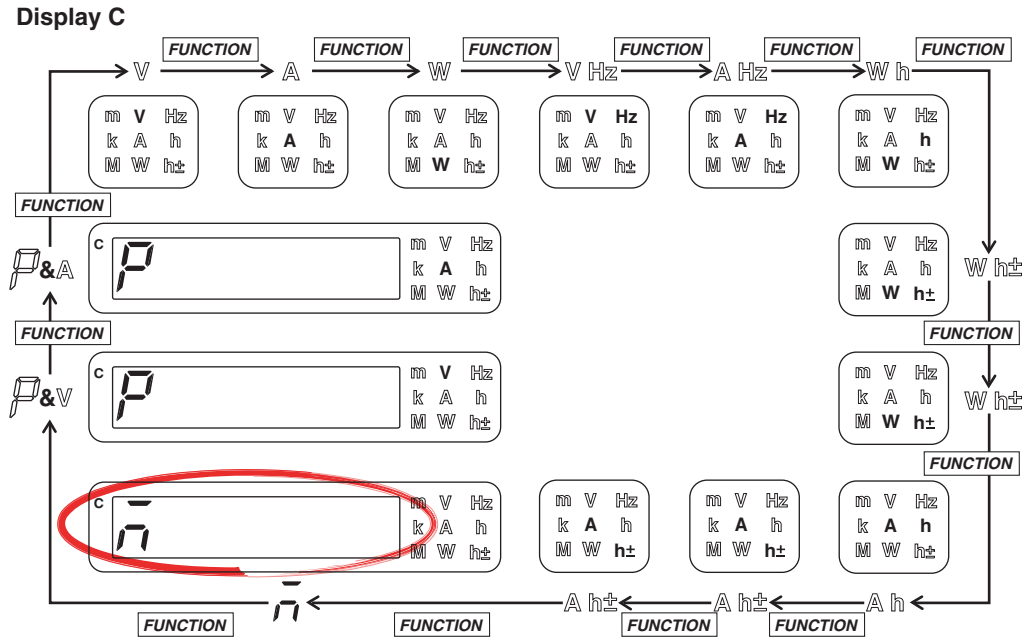 Display C
FUNCTION FUNCTION FUNCTION FUNCTION FUNCTION FUNCTION
V A W V Hz A Hz W h
m V Hz m V Hz m V Hz m V Hz m V Hz m V Hz
k A h k A h k A h k A h k A h k A h
M W h± M W h± M W h± M W h± M W h± M W h±
FUNCTION
C P m V Hz m V Hz
P&A k A h k A h W h±
M W h± M W h±
FUNCTION FUNCTION
C P m V Hz m V Hz
P&V k A h k A h W h±
M W h± M W h±
FUNCTION
C n̄ m V Hz m V Hz m V Hz m V Hz
k A h k A h k A h k A h
M W h± M W h± M W h± M W h±
n̄ A h± A h± A h
FUNCTION FUNCTION FUNCTION FUNCTION